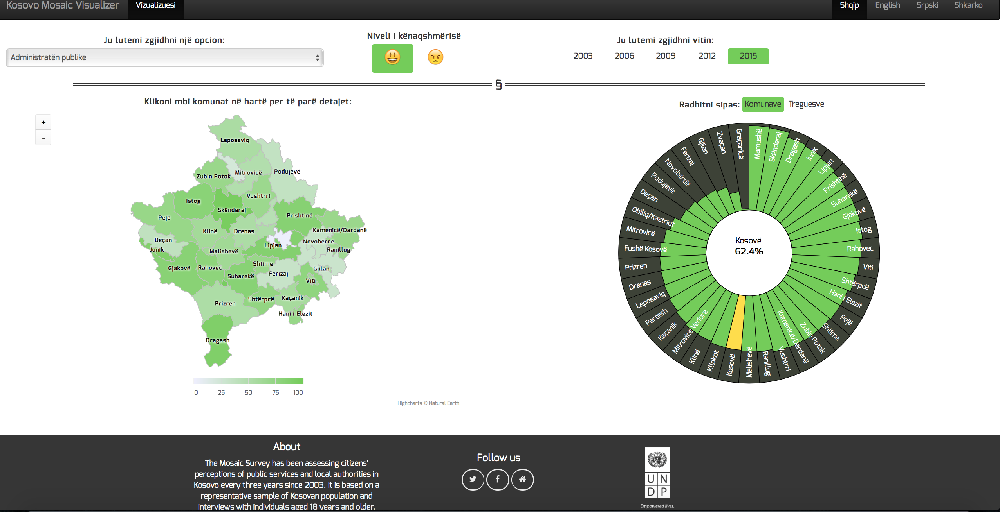 Kosovo Mosaic Visualizer
Vizualizuesi
Shqip
English
Srpski
Shkarko
Ju lutemi zgjidhni një opcion:
Administratën publike
Niveli i kënaqshmërisë
Ju lutemi zgjidhni vitin:
2003
2006
2009
2012
2015
§
Klikoni mbi komunat në hartë per të parë detajet:
+
-
Leposaviq
Mitrovicë
Podujevë
Zubin Potok
Vushtrri
Istog
Skënderaj
Prishtinë
Pejë
Klinë
Drenas
Kamenicë/Dardanë
Deçan
Novobërdë
Lipjan
Junik
Malishevë
Ranillug
Shtime
Gjakovë
Rahovec
Gjilan
Ferizaj
Suharekë
Viti
Shtërpcë
Kaçanik
Prizren
Hani i Elezit
Dragash
0
25
50
75
100
Highcharts © Natural Earth
Radhitni sipas:
Komunave
Treguesve
Mamushë
Skënderaj
Dragash
Junik
Lipjan
Prishtinë
Suharekë
Gjakovë
Istog
Rahovec
Viti
Shtërpcë
Hani i Elezit
Pejë
Shtime
Zubin Potok
Kamenicë/Dardanë
Vushtrri
Ranillug
Malishevë
Kosovë
Kllokot
Klinë
Mitrovicë Veriore
Kaçanik
Partesh
Leposaviq
Drenas
Prizren
Fushë Kosovë
Mitrovicë
Obiliq/Kastriot
Deçan
Podujevë
Novobërdë
Ferizaj
Gjilan
Zveçan
Graçanicë
Kosovë
62.4%
About
The Mosaic Survey has been assessing citizens'
perceptions of public services and local authorities in
Kosovo every three years since 2003. It is based on a
representative sample of Kosovan population and
interviews with individuals aged 18 years and older.
Follow us
U N
D P
Empowered lives.